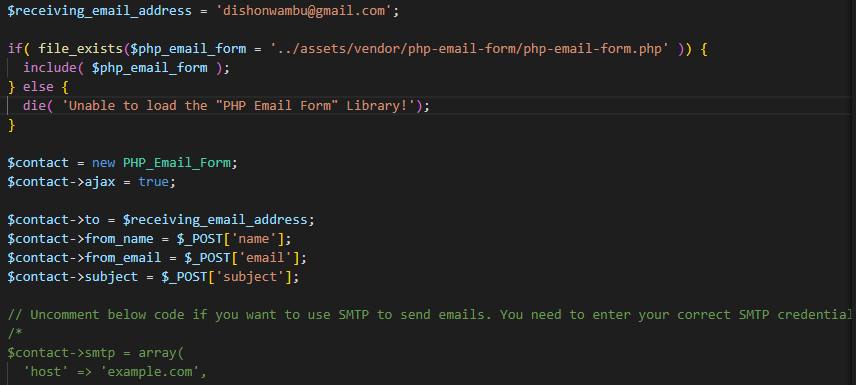 $receiving_email_address = 'dishonwambu@gmail.com';
if( file_exists($php_email_form = '../assets/vendor/php-email-form/php-email-form.php' )) {
include( $php_email_form );
} else {
die( 'Unable to load the "PHP Email Form" Library!');
}
$contact = new PHP_Email_Form;
$contact->ajax = true;
$contact->to = $receiving_email_address;
$contact->from_name = $_POST['name'];
$contact->from_email = $_POST['email'];
$contact->subject = $_POST['subject'];
// Uncomment below code if you want to use SMTP to send emails. You need to enter your correct SMTP credential
/*
$contact->smtp = array(
'host' => 'example.com',